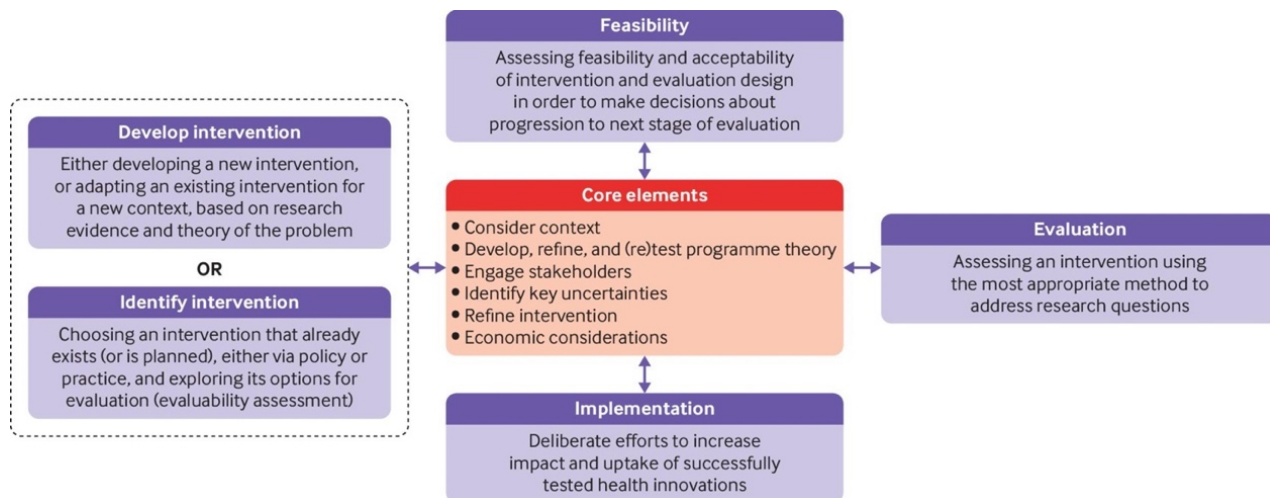 Feasibility
Assessing feasibility and acceptability
of intervention and evaluation design
in order to make decisions about
progression to next stage of evaluation
Develop intervention
Either developing a new intervention,
or adapting an existing intervention for
a new context, based on research
evidence and theory of the problem
OR
Identify intervention
Choosing an intervention that already
exists (or is planned), either via policy or
practice, and exploring its options for
evaluation (evaluability assessment)
Core elements
• Consider context
• Develop, refine, and (re)test programme theory
• Engage stakeholders
• Identify key uncertainties
• Refine intervention
• Economic considerations
Evaluation
Assessing an intervention using
the most appropriate method to
address research questions
Implementation
Deliberate efforts to increase
impact and uptake of successfully
tested health innovations